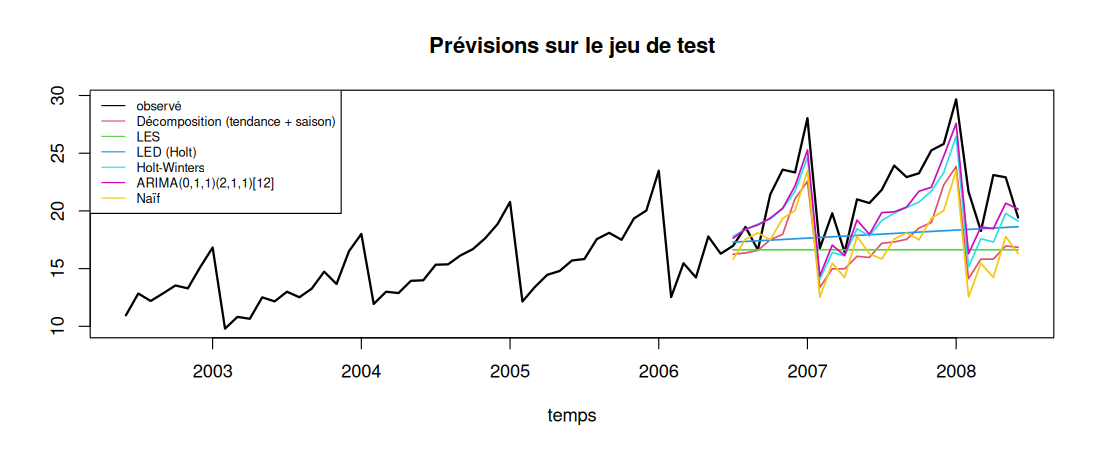 Prévisions sur le jeu de test
observé
Décomposition (tendance + saison)
LES
LED (Holt)
Holt-Winters
ARIMA(0,1,1)(2,1,1)[12]
Naïf
30
25
20
15
10
2003 2004 2005 2006 2007 2008
temps